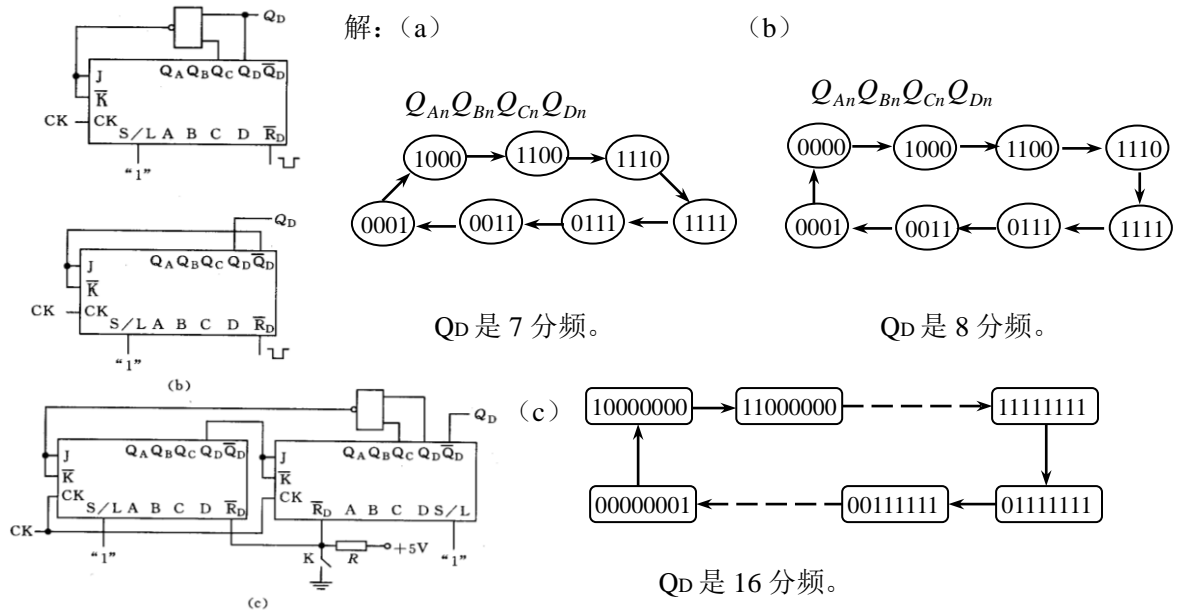 Q_D
Q_A Q_B Q_C Q_D Q̅_D
J
K̅
CK CK
S/L A B C D R̅_D
“1”
Q_D
Q_A Q_B Q_C Q_D Q̅_D
J
K̅
CK CK
S/L A B C D R̅_D
“1”
(b)
Q_D
Q_A Q_B Q_C Q_D Q̅_D
J
K̅
CK
S/L A B C D R̅_D
Q_A Q_B Q_C Q_D Q̅_D
J
K̅
CK
R̅_D A B C D S/L
CK
“1”
K
R
+5V
“1”
(c)
解：（a）
Q_An Q_Bn Q_Cn Q_Dn
1000 1100 1110
0001 0011 0111 1111
QD 是 7 分频。
（b）
Q_An Q_Bn Q_Cn Q_Dn
0000 1000 1100 1110
0001 0011 0111 1111
QD 是 8 分频。
（c）
10000000 11000000 11111111
00000001 00111111 01111111
QD 是 16 分频。